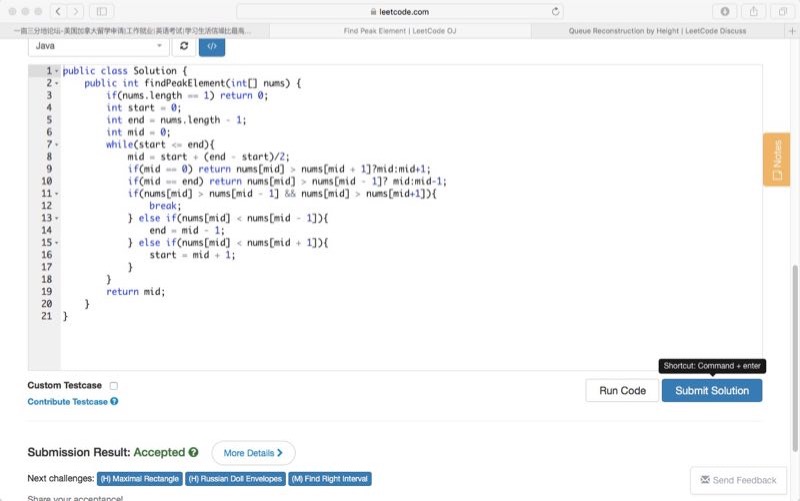 leetcode.com
一亩三分地论坛-美国加拿大留学申请|工作就业|英语考试|学习生活信息比最高...
Find Peak Element | LeetCode OJ
Queue Reconstruction by Height | LeetCode Discuss
Java
</>
1 public class Solution {
2 public int findPeakElement(int[] nums) {
3 if(nums.length == 1) return 0;
4 int start = 0;
5 int end = nums.length - 1;
6 int mid = 0;
7 while(start <= end){
8 mid = start + (end - start)/2;
9 if(mid == 0) return nums[mid] > nums[mid + 1]?mid:mid+1;
10 if(mid == end) return nums[mid] > nums[mid - 1]? mid:mid-1;
11 if(nums[mid] > nums[mid - 1] && nums[mid] > nums[mid+1]){
12 break;
13 } else if(nums[mid] < nums[mid - 1]){
14 end = mid - 1;
15 } else if(nums[mid] < nums[mid + 1]){
16 start = mid + 1;
17 }
18 }
19 return mid;
20 }
21 }
Notes
Shortcut: Command + enter
Custom Testcase
Contribute Testcase ?
Run Code
Submit Solution
Submission Result: Accepted ?
More Details >
Next challenges: (H) Maximal Rectangle (H) Russian Doll Envelopes (M) Find Right Interval
Send Feedback
Share your acceptance!